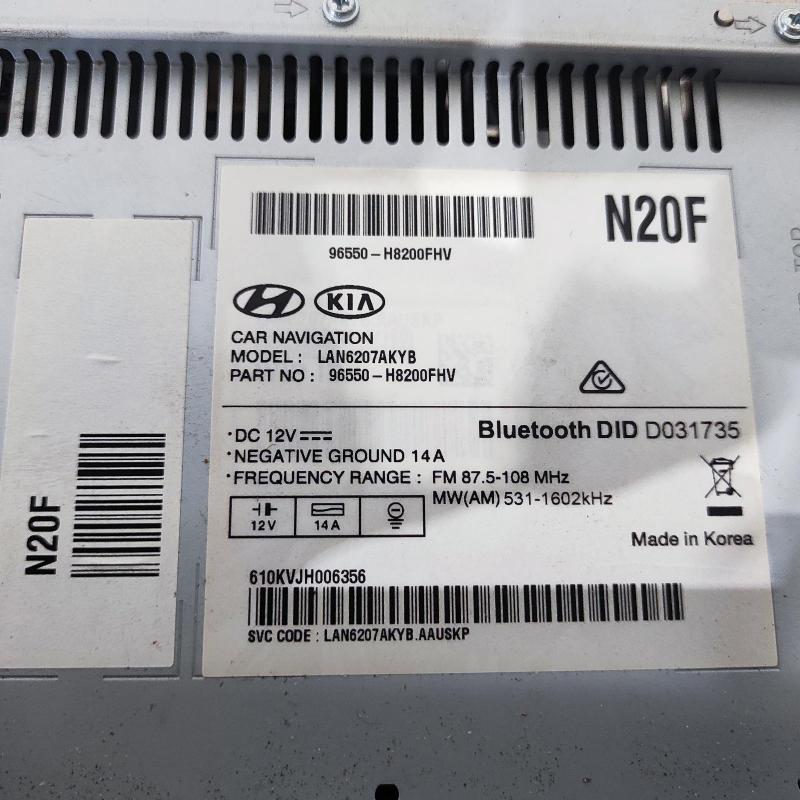 N20F
96550-H8200FHV
KIA
CAR NAVIGATION
MODEL : LAN6207AKYB
PART NO : 96550-H8200FHV
•DC 12V
•NEGATIVE GROUND 14A
•FREQUENCY RANGE : FM 87.5-108 MHz
MW(AM) 531-1602kHz
Bluetooth DID D031735
12V
14A
Made in Korea
610KVJH006356
SVC CODE : LAN6207AKYB.AAUSKP
N20F
TOP